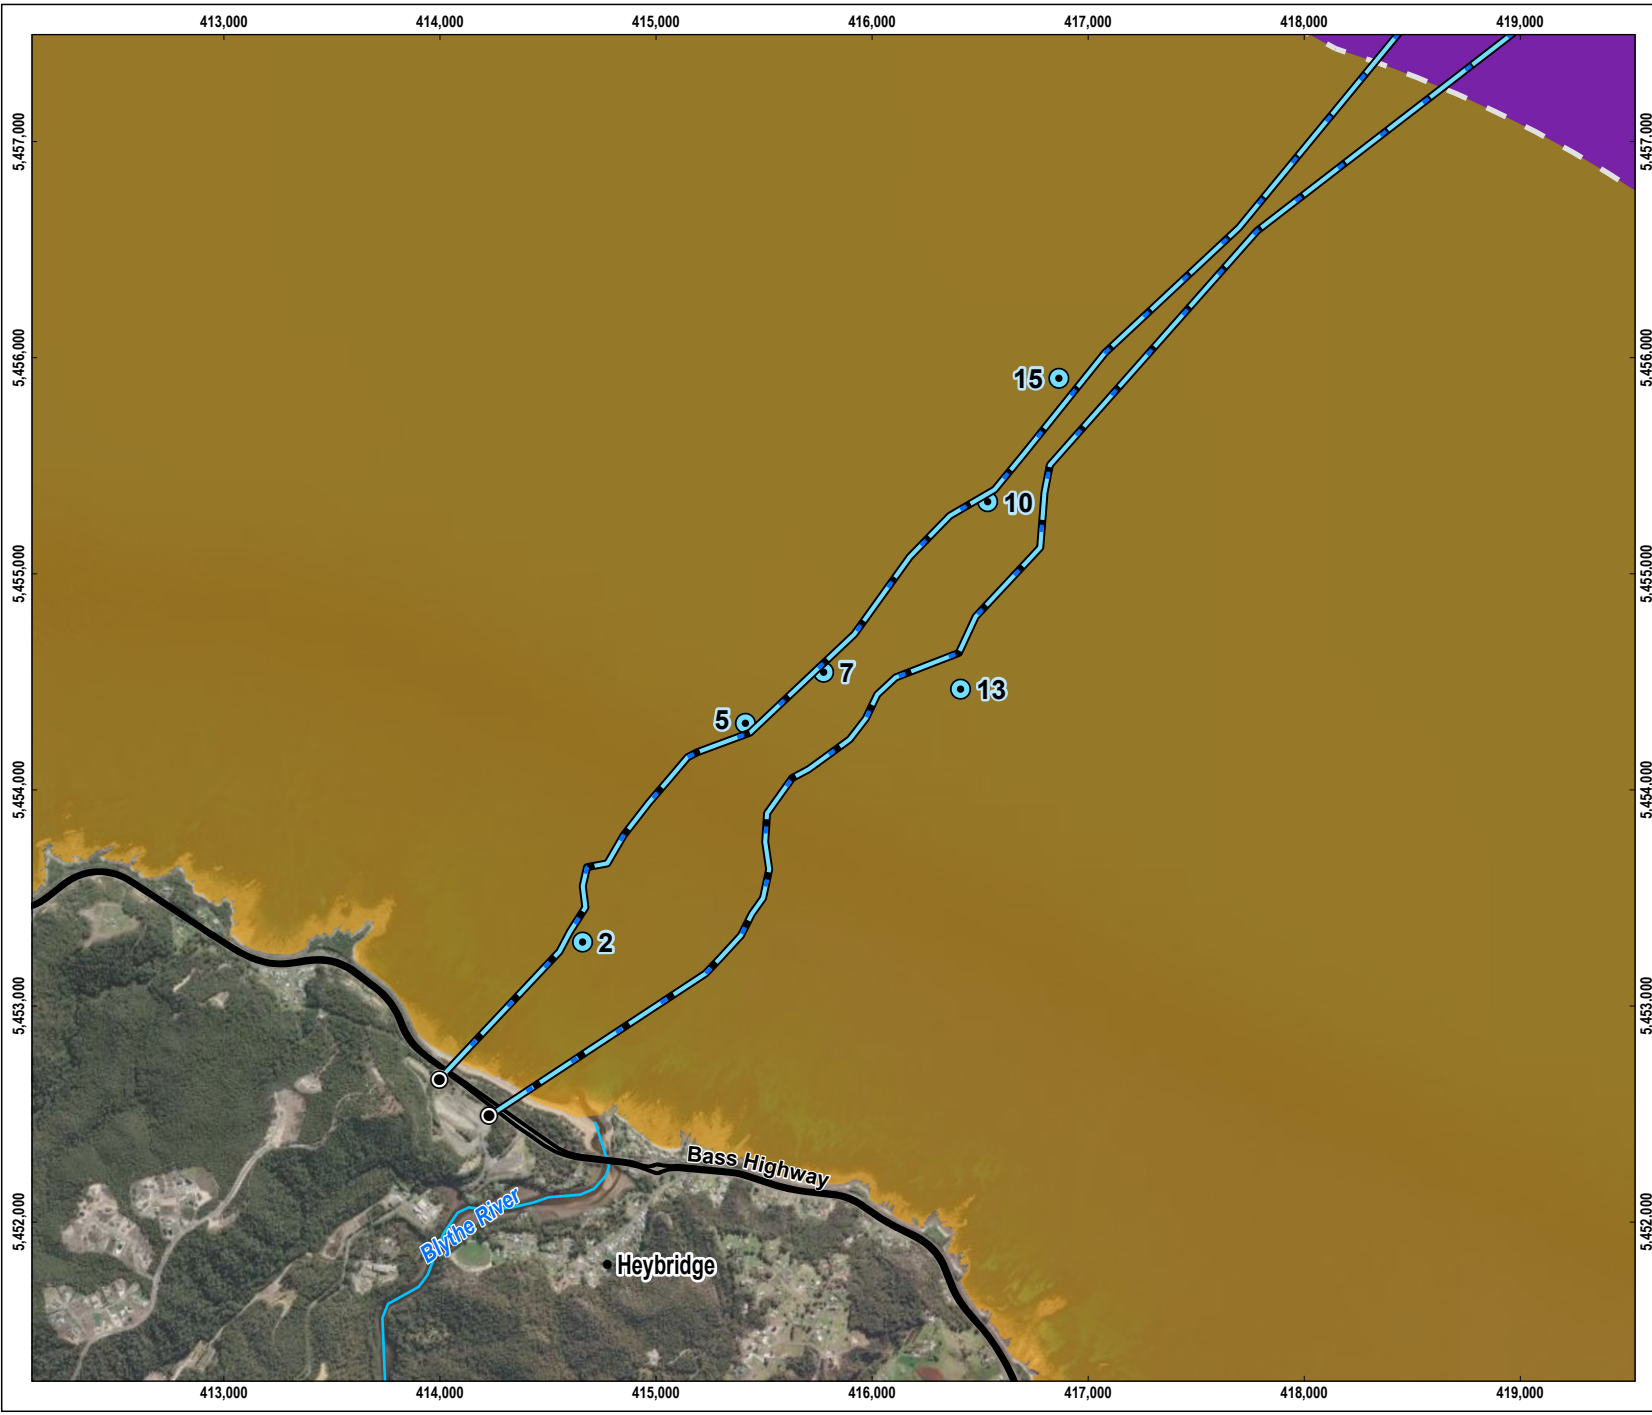 413,000 414,000 415,000 416,000 417,000 418,000 419,000
5,457,000 5,457,000
5,456,000 5,456,000
15
10
5,455,000 5,455,000
7
13
5
5,454,000 5,454,000
2
5,453,000 5,453,000
Bass Highway
Blythe River
5,452,000 5,452,000
Heybridge
413,000 414,000 415,000 416,000 417,000 418,000 419,000